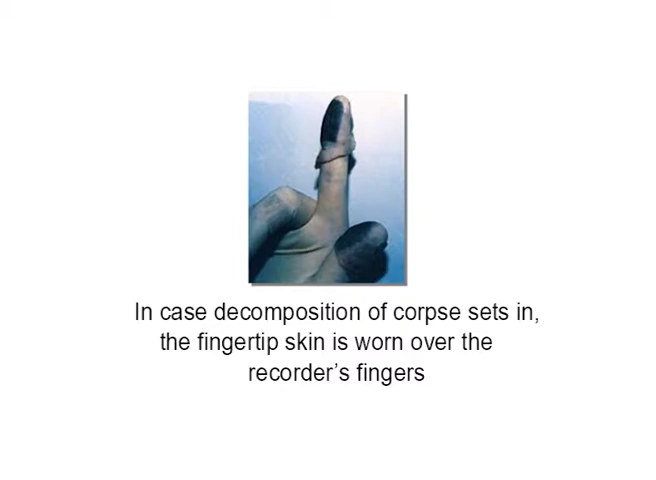 In case decomposition of corpse sets in,
the fingertip skin is worn over the
recorder’s fingers